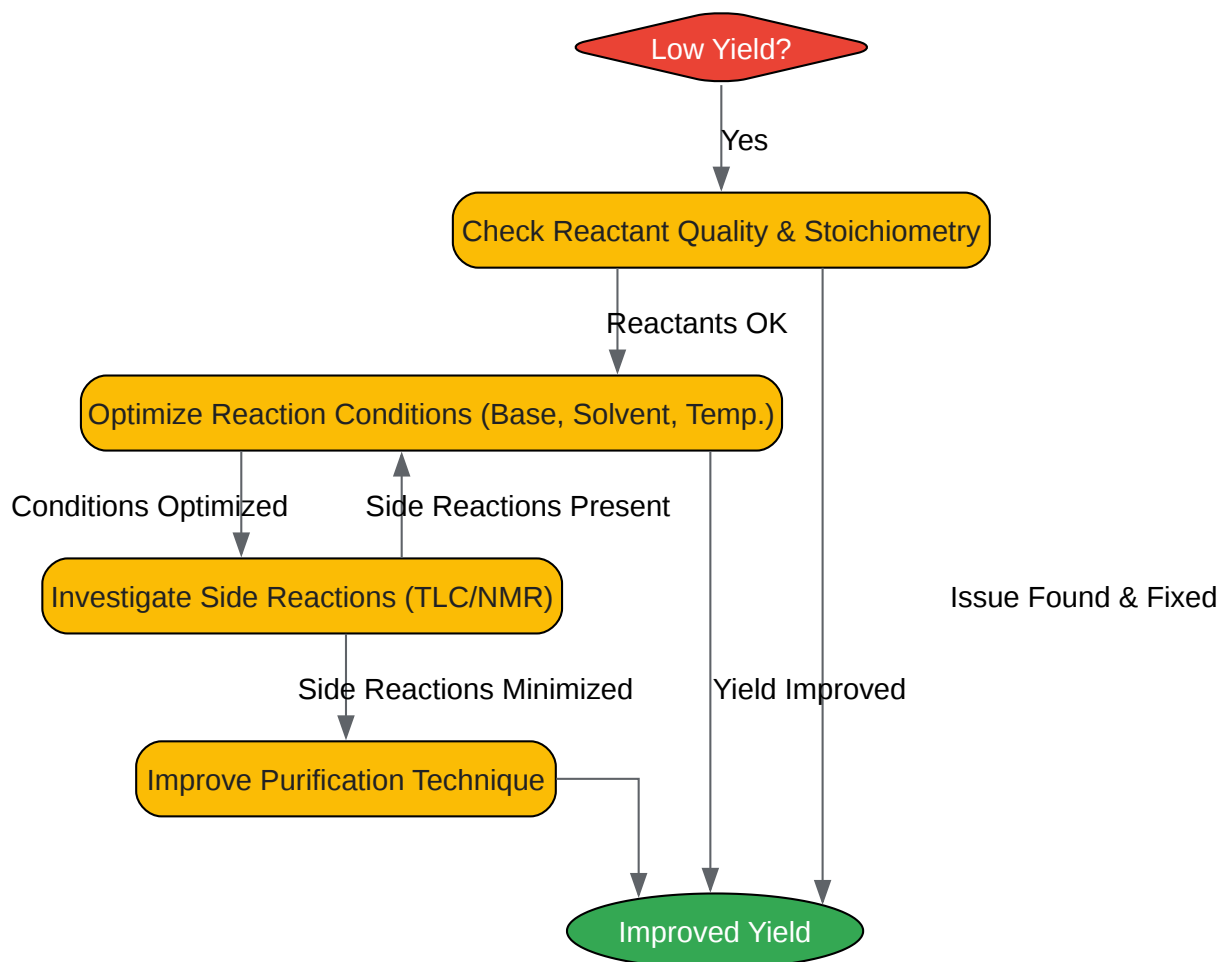 Low Yield?
Yes
Check Reactant Quality & Stoichiometry
Reactants OK
Optimize Reaction Conditions (Base, Solvent, Temp.)
Conditions Optimized
Side Reactions Present
Investigate Side Reactions (TLC/NMR)
Issue Found & Fixed
Side Reactions Minimized
Yield Improved
Improve Purification Technique
Improved Yield